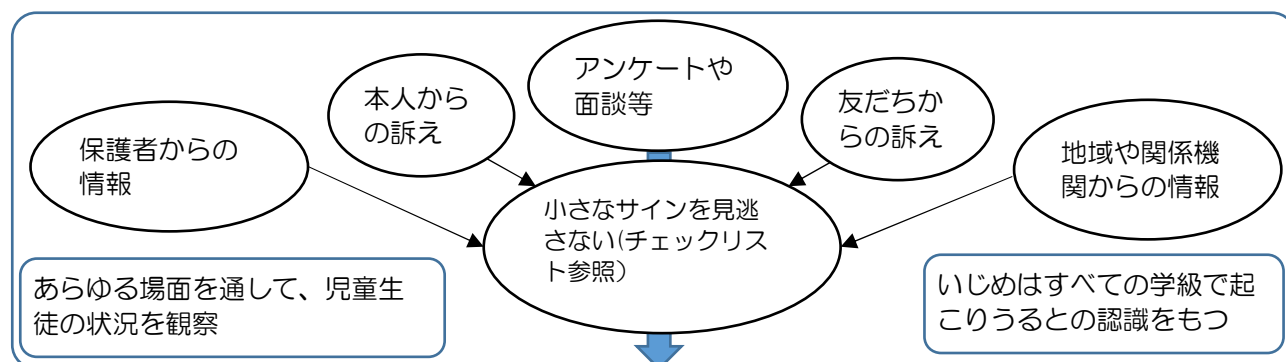 アンケートや
面談等
本人から
の訴え
友だちか
らの訴え
保護者からの
情報
地域や関係機
関からの情報
小さなサインを見逃
さない(チェックリス
ト参照）
あらゆる場面を通して、児童生
徒の状況を観察
いじめはすべての学級で起
こりうるとの認識をもつ